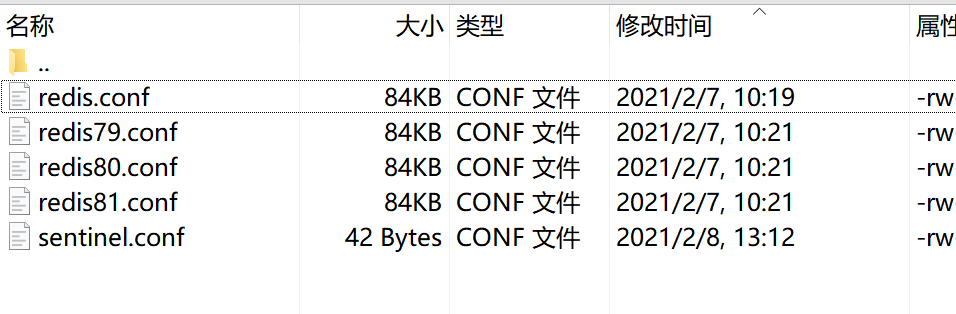 名称 大小 类型 修改时间 属性
..
redis.conf 84KB CONF 文件 2021/2/7, 10:19 -rw
redis79.conf 84KB CONF 文件 2021/2/7, 10:21 -rw
redis80.conf 84KB CONF 文件 2021/2/7, 10:21 -rw
redis81.conf 84KB CONF 文件 2021/2/7, 10:21 -rw
sentinel.conf 42 Bytes CONF 文件 2021/2/8, 13:12 -rw